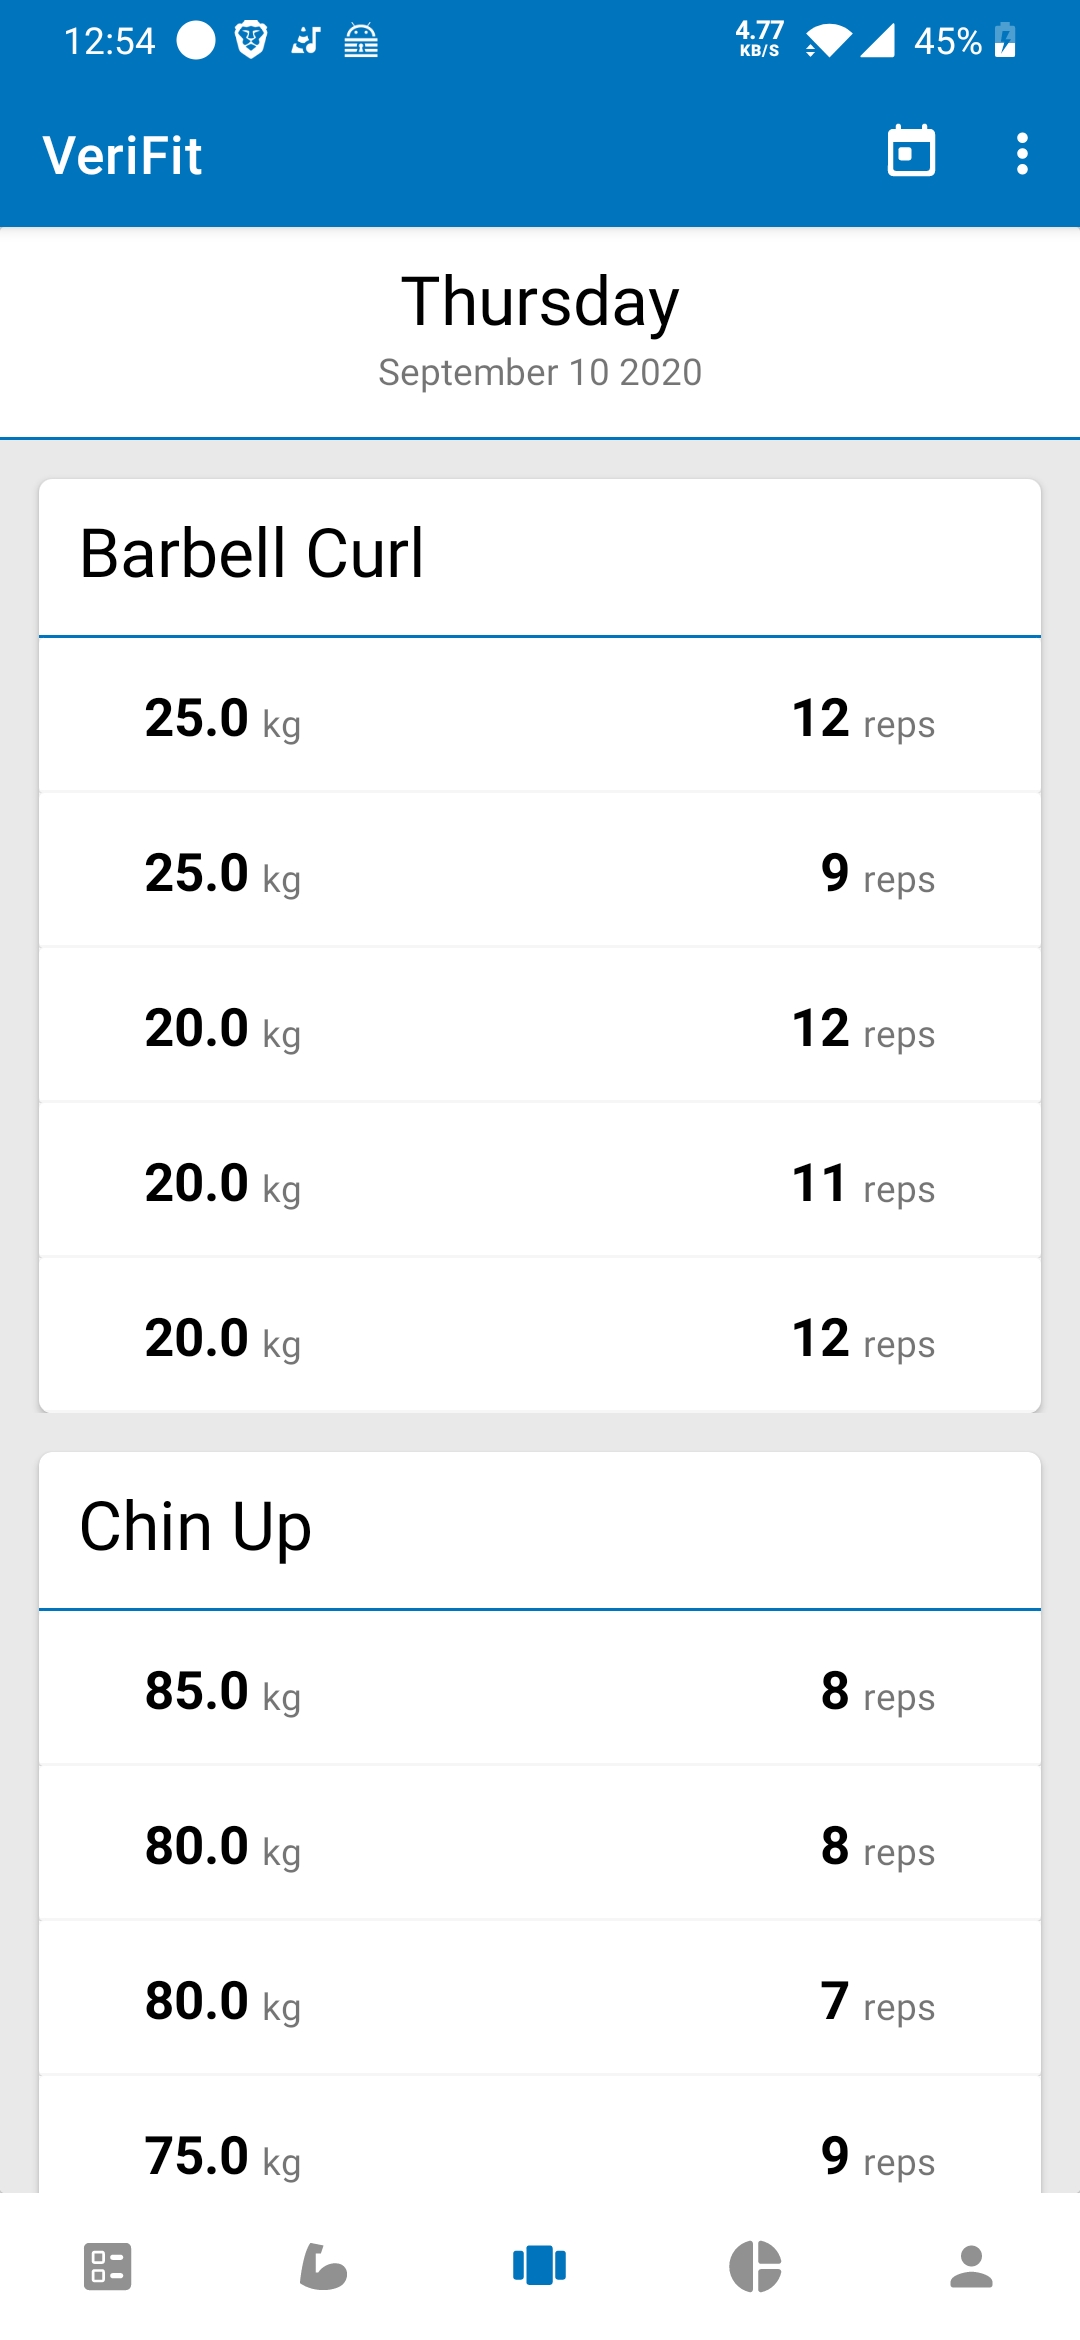 12:54 4.77 KB/S 45%
VeriFit
Thursday
September 10 2020
Barbell Curl
25.0 kg 12 reps
25.0 kg 9 reps
20.0 kg 12 reps
20.0 kg 11 reps
20.0 kg 12 reps
Chin Up
85.0 kg 8 reps
80.0 kg 8 reps
80.0 kg 7 reps
75.0 kg 9 reps